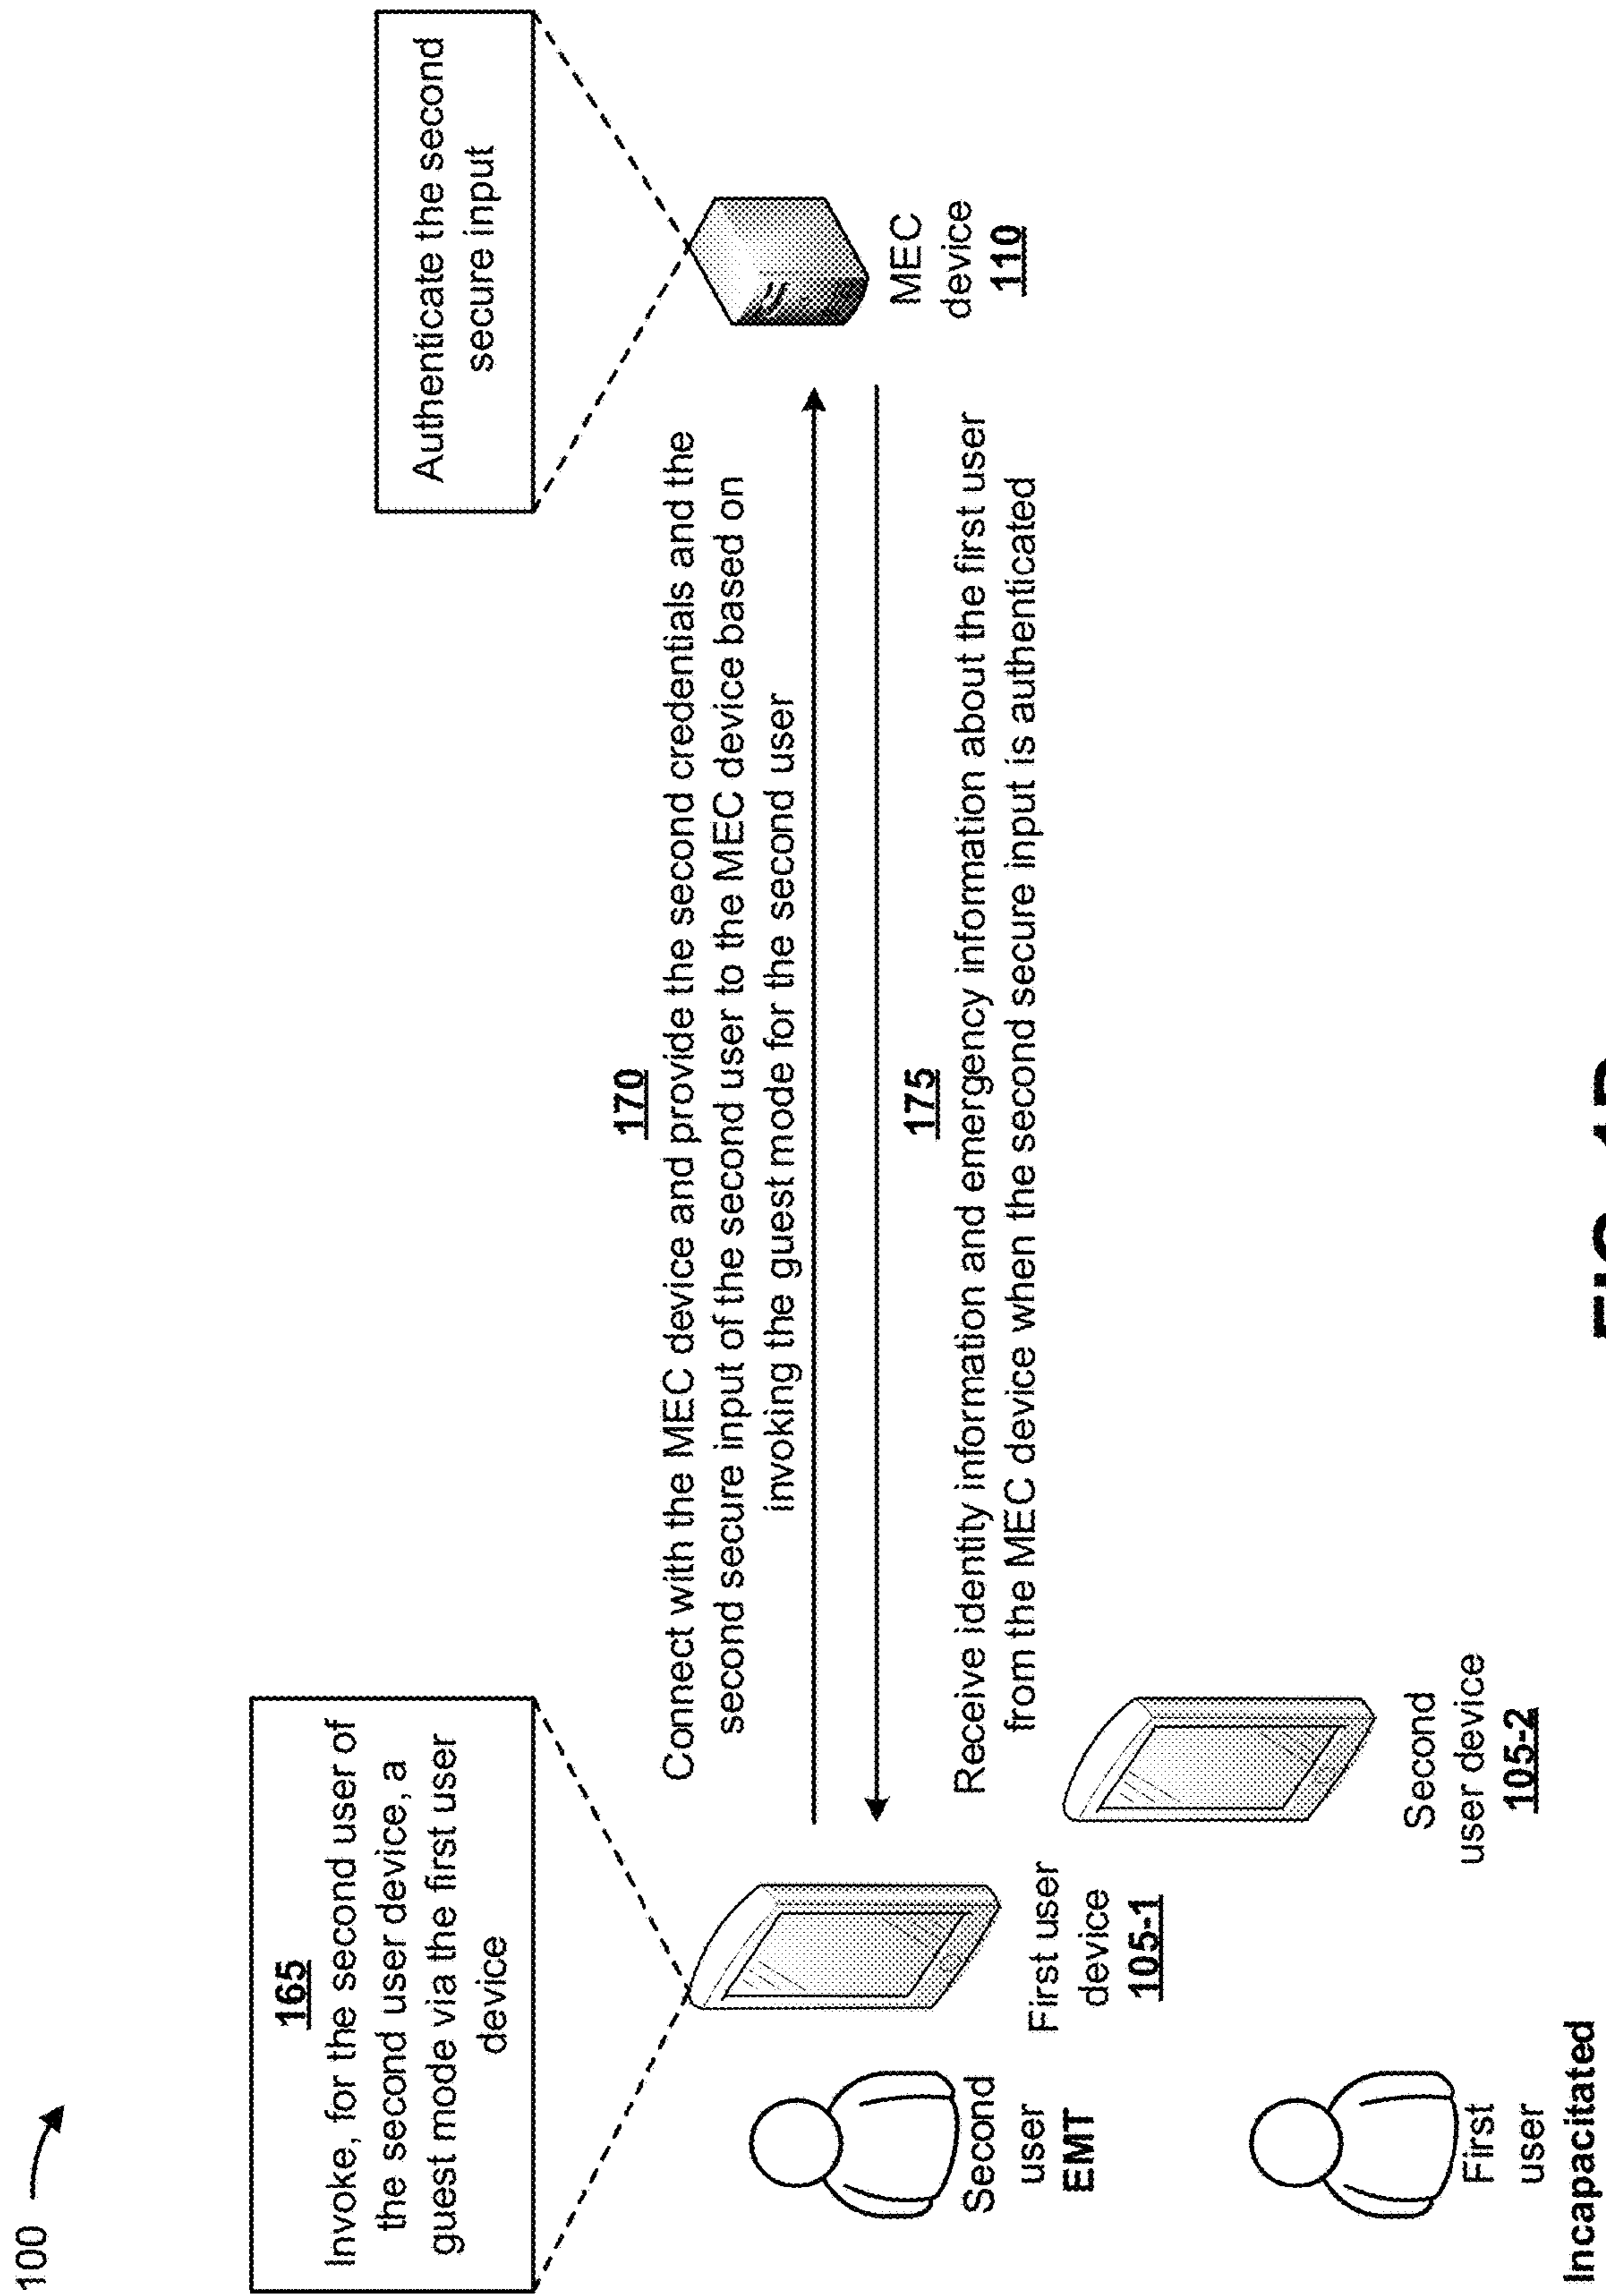 100
165
Invoke, for the second user of
the second user device, a
guest mode via the first user
device
Authenticate the second
secure input
170
Connect with the MEC device and provide the second credentials and the
second secure input of the second user to the MEC device based on
invoking the guest mode for the second user
175
Receive identity information and emergency information about the first user
from the MEC device when the second secure input is authenticated
MEC
device
110
Second
user
EMT
First user
device
105-1
Second
user device
105-2
First
user
Incapacitated